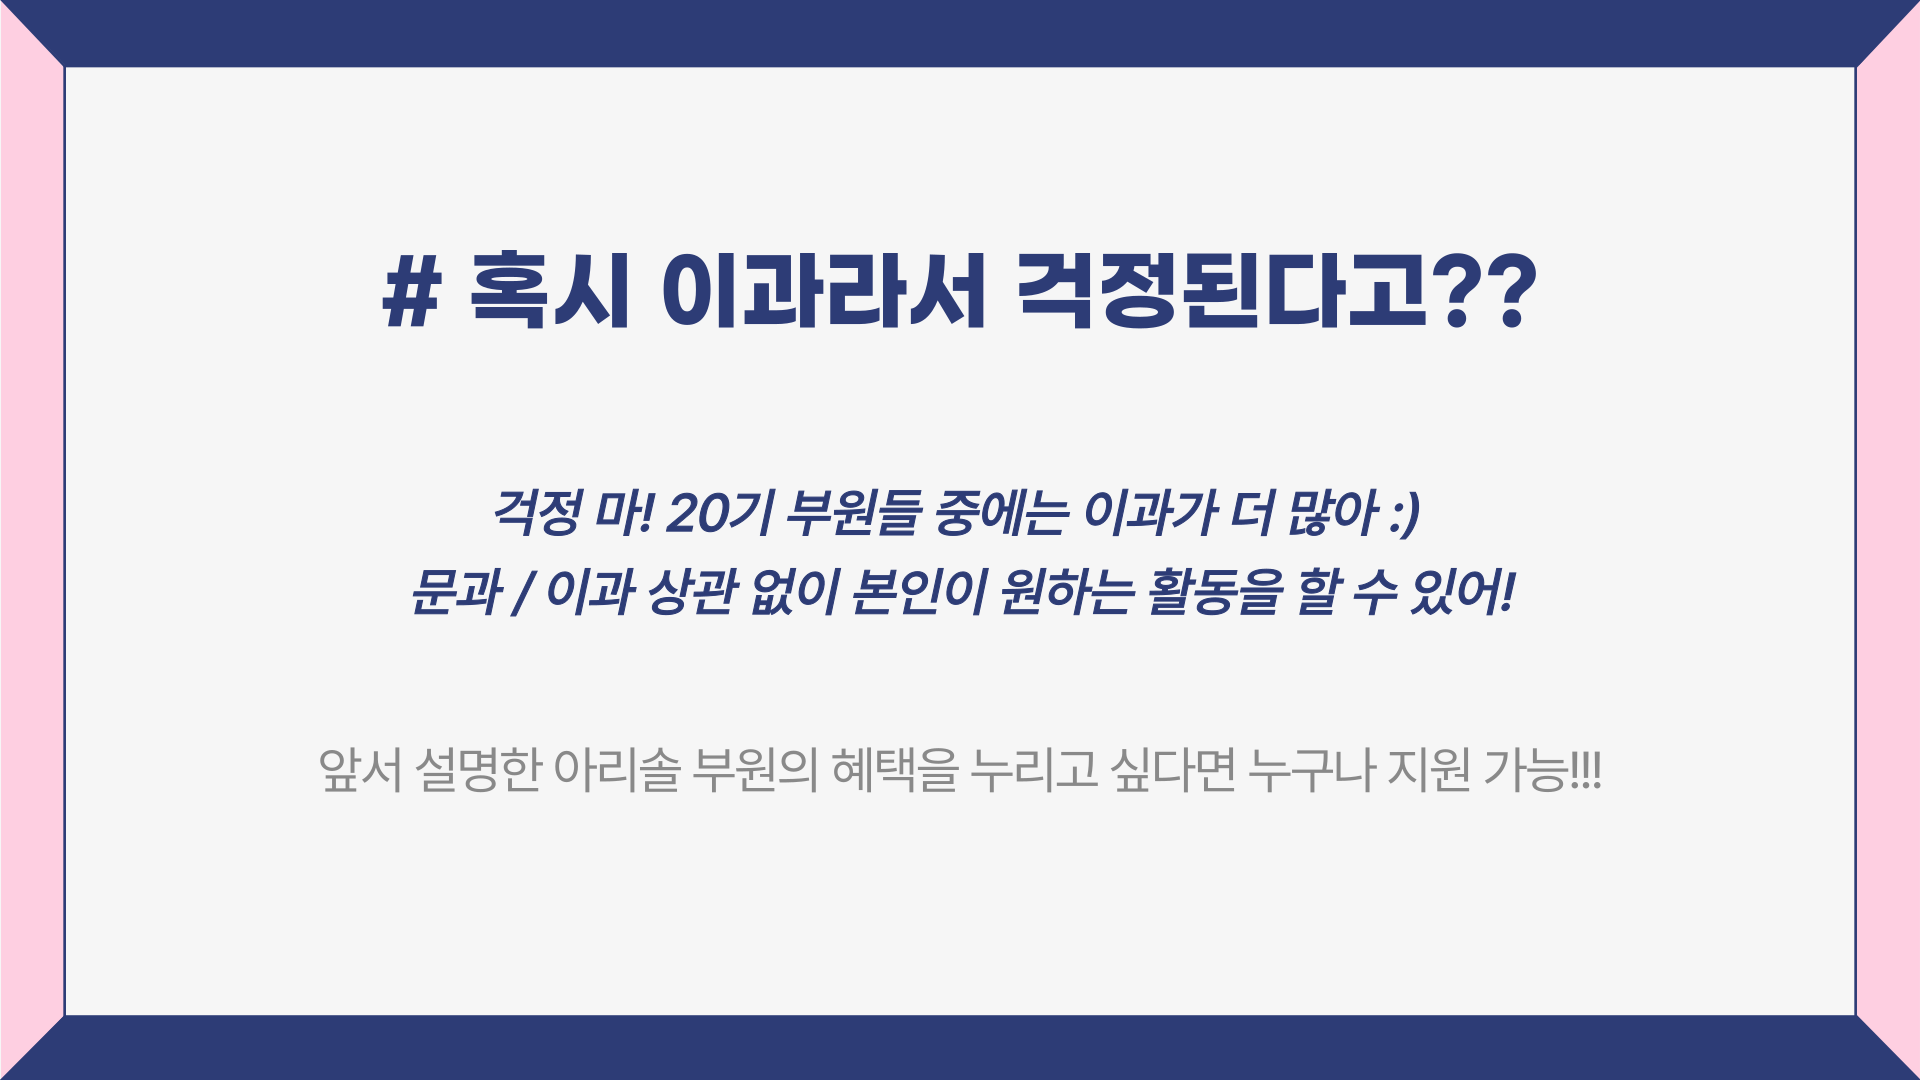 # 혹시 이과라서 걱정된다고??
걱정 마! 20기 부원들 중에는 이과가 더 많아 :)
문과 / 이과 상관 없이 본인이 원하는 활동을 할 수 있어!
앞서 설명한 아리솔 부원의 혜택을 누리고 싶다면 누구나 지원 가능!!!